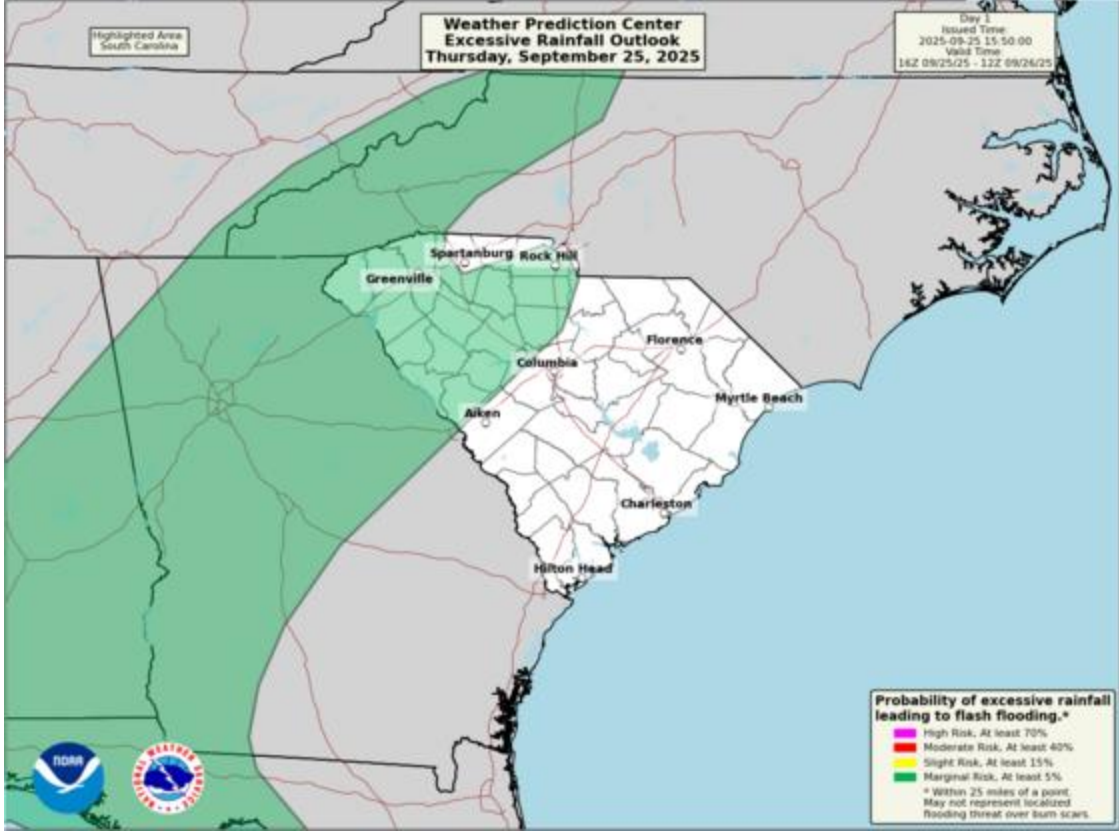 Highlighted Area:
South Carolina
Weather Prediction Center
Excessive Rainfall Outlook
Thursday, September 25, 2025
Day 1
Issued Time:
2025-09-25 15:50:00
Valid Time:
16Z 09/25/25 - 12Z 09/26/25
Spartanburg
Rock Hill
Greenville
Florence
Columbia
Myrtle Beach
Aiken
Charleston
Hilton Head
Probability of excessive rainfall
leading to flash flooding.*
High Risk, At least 70%
Moderate Risk, At least 40%
Slight Risk, At least 15%
Marginal Risk, At least 5%
* Within 25 miles of a point.
May not represent localized
flooding threat over burn scars.
NOAA
NATIONAL WEATHER SERVICE